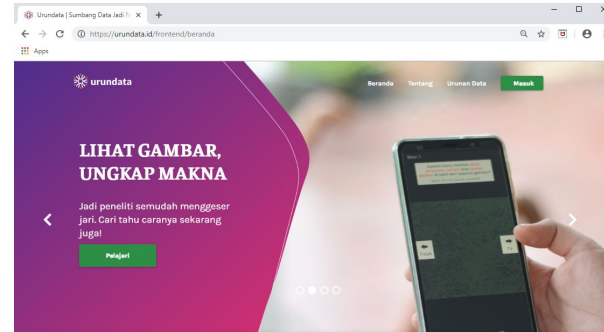 Urundata | Sumbang Data Jadi
https://urundata.id/frontend/beranda
Apps
urundata
Beranda Tentang Urunan Data Masuk
LIHAT GAMBAR,
UNGKAP MAKNA
Jadi peneliti semudah menggeser
jari. Cari tahu caranya sekarang
juga!
Pelajari